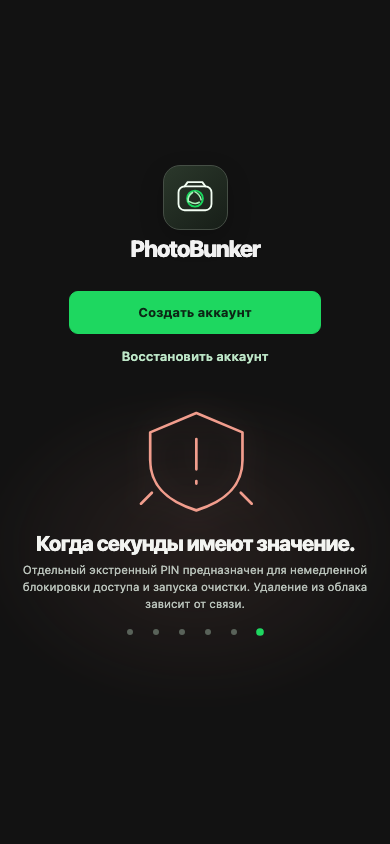 PhotoBunker
Создать аккаунт
Восстановить аккаунт
Когда секунды имеют значение.
Отдельный экстренный PIN предназначен для немедленной
блокировки доступа и запуска очистки. Удаление из облака
зависит от связи.